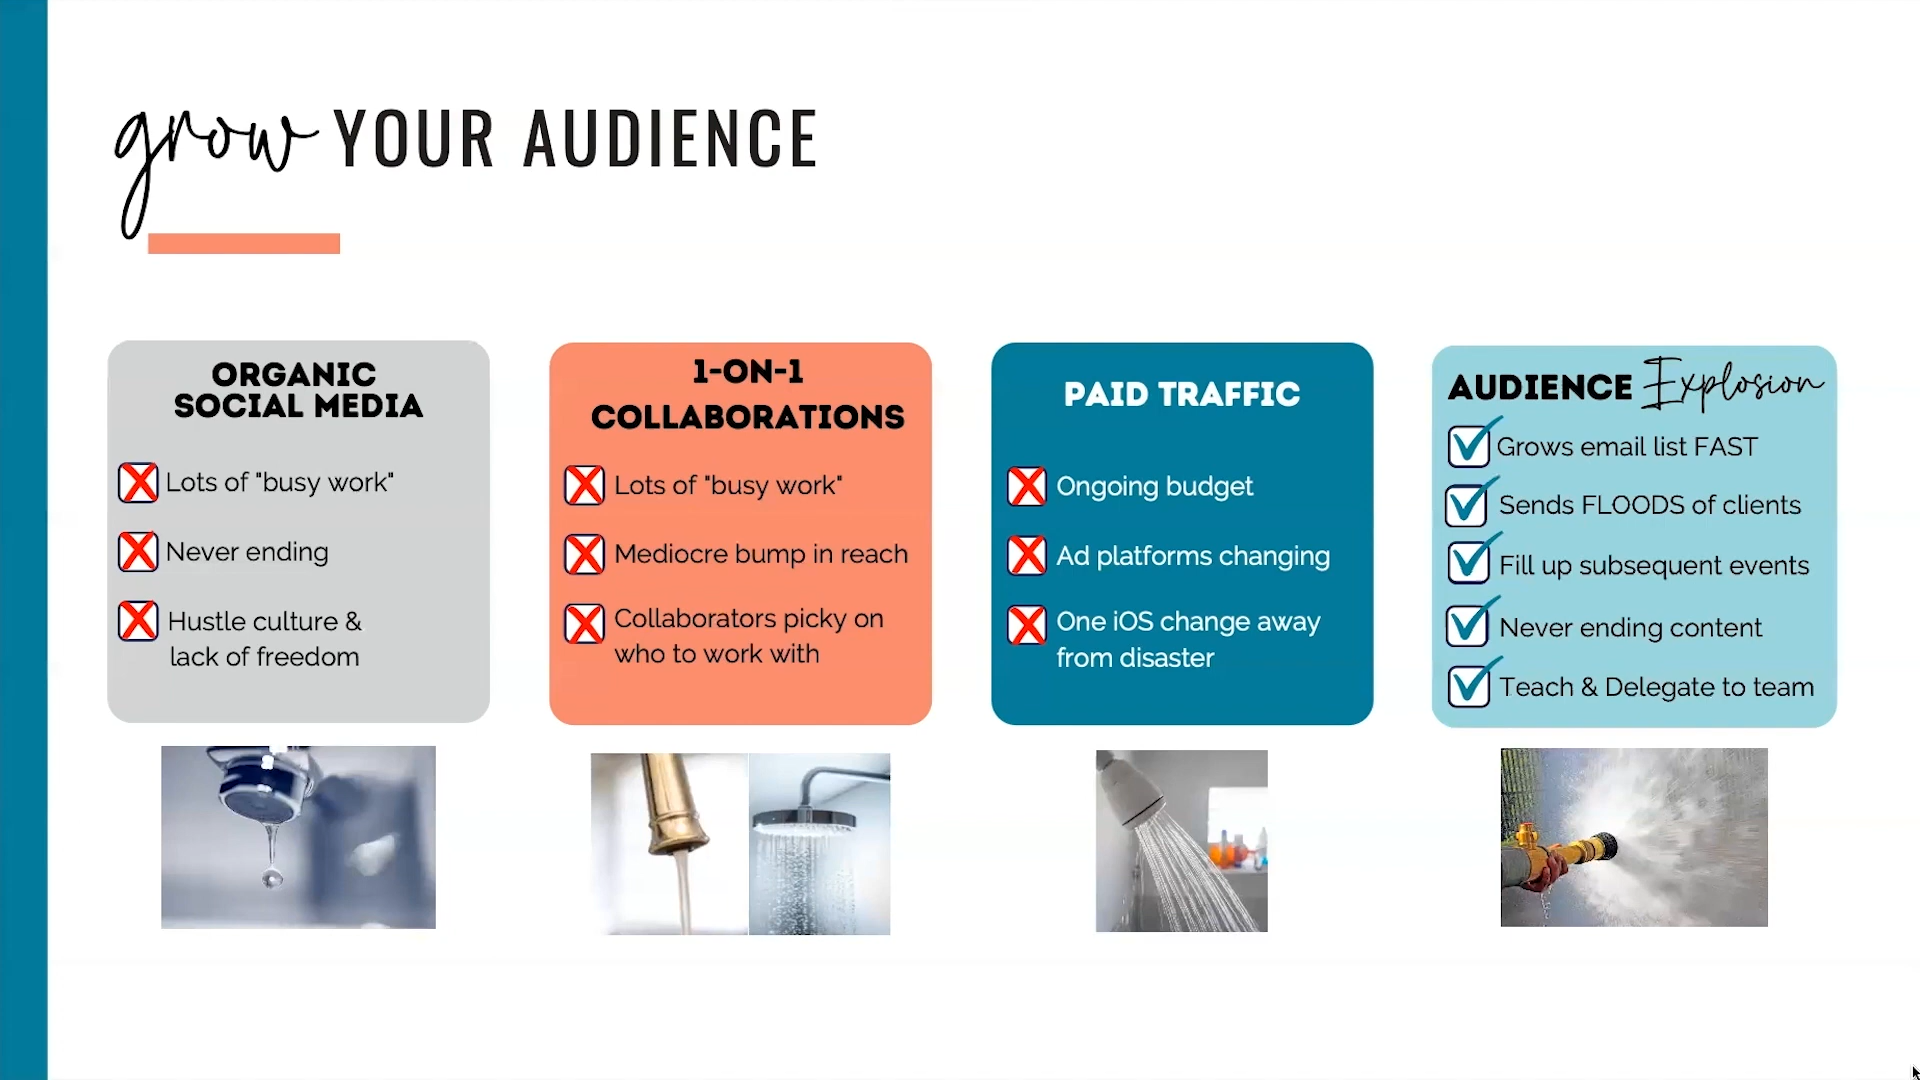 grow YOUR AUDIENCE
ORGANIC
SOCIAL MEDIA
Lots of "busy work"
Never ending
Hustle culture &
lack of freedom
1-ON-1
COLLABORATIONS
Lots of "busy work"
Mediocre bump in reach
Collaborators picky on
who to work with
PAID TRAFFIC
Ongoing budget
Ad platforms changing
One iOS change away
from disaster
AUDIENCE Explosion
Grows email list FAST
Sends FLOODS of clients
Fill up subsequent events
Never ending content
Teach & Delegate to team